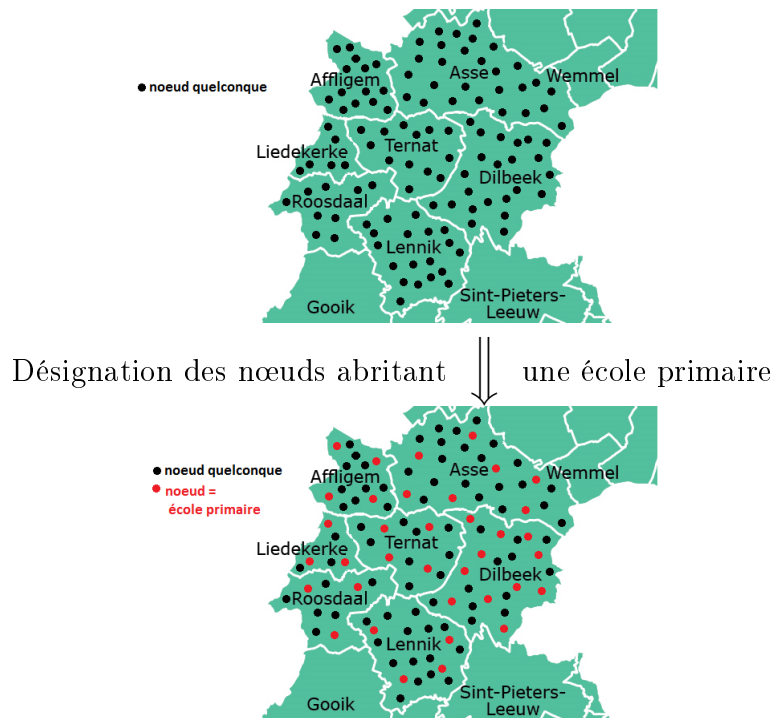 Affligem
Asse
Wemmel
noeud quelconque
Liedekerke
Ternat
Dilbeek
Roosdaal
Lennik
Gooik
Sint-Pieters-
Leeuw
Désignation des nœuds abritant une école primaire
noeud quelconque
noeud =
école primaire
Affligem
Asse
Wemmel
Liedekerke
Ternat
Dilbeek
Roosdaal
Lennik
Gooik
Sint-Pieters-
Leeuw